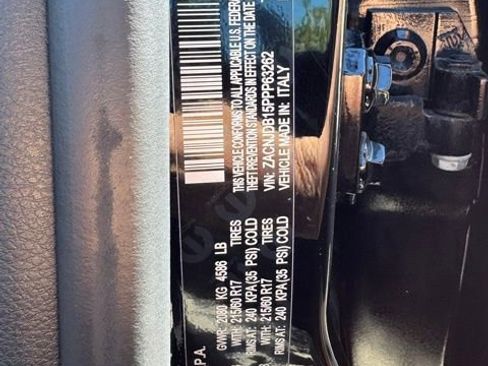 P.A.
GVWR: 2080 KG 4586 LB
WITH: 215/60 R17 TIRES
RIMS AT: 240 KPA(35 PSI) COLD
WITH: 215/60 R17 TIRES
RIMS AT: 240 KPA(35 PSI) COLD
THIS VEHICLE CONFORMS TO ALL APPLICABLE U.S. FEDER
THEFT PREVENTION STANDARDS IN EFFECT ON THE DATE
VIN: ZACNJDB15PPP63262
VEHICLE MADE IN: ITALY